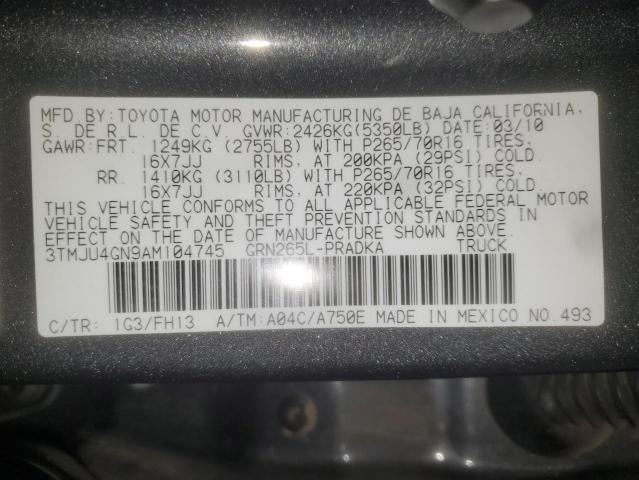 MFD.BY:TOYOTA MOTOR MANUFACTURING DE BAJA CALIFORNIA,
S. DE R.L. DE C.V. GVWR:2426KG(5350LB) DATE:03/10
GAWR:FRT. 1249KG (2755LB) WITH P265/70R16 TIRES,
16X7JJ RIMS, AT 200KPA (29PSI) COLD.
RR. 1410KG (3110LB) WITH P265/70R16 TIRES,
16X7JJ RIMS, AT 220KPA (32PSI) COLD.
THIS VEHICLE CONFORMS TO ALL APPLICABLE FEDERAL MOTOR
VEHICLE SAFETY AND THEFT PREVENTION STANDARDS IN
EFFECT ON THE DATE OF MANUFACTURE SHOWN ABOVE.
3TMJU4GN9AM104745 GRN265L-PRADKA TRUCK
C/TR: 1G3/FH13 A/TM:A04C/A750E MADE IN MEXICO NO.493